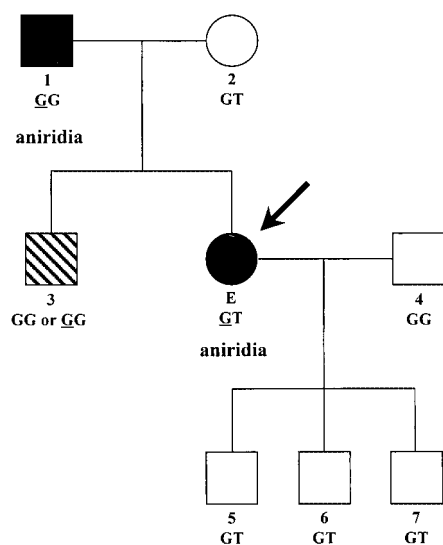 1 2
GG GT
aniridia
3 E 4
GG or GG GT GG
aniridia
5 6 7
GT GT GT